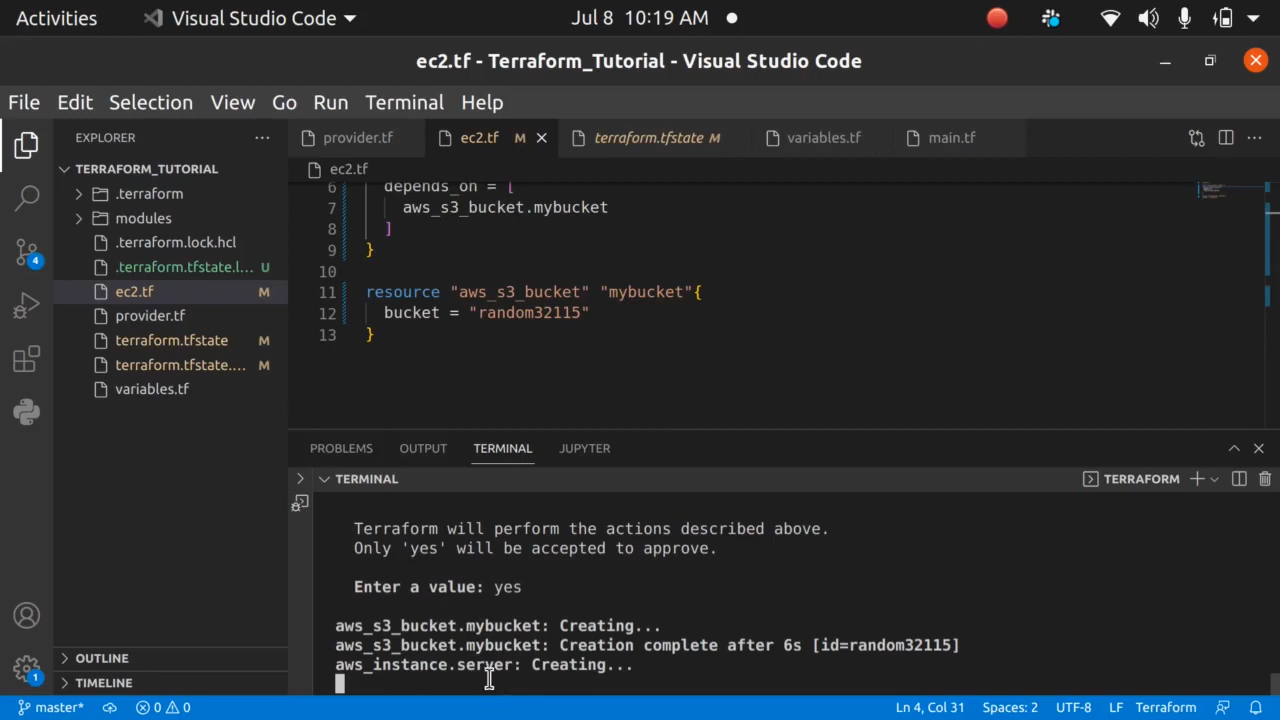 Activities
Visual Studio Code
Jul 8 10:19 AM
ec2.tf - Terraform_Tutorial - Visual Studio Code
File Edit Selection View Go Run Terminal Help
EXPLORER
TERRAFORM_TUTORIAL
.terraform
modules
.terraform.lock.hcl
.terraform.tfstate.l... U
ec2.tf M
provider.tf
terraform.tfstate M
terraform.tfstate.... M
variables.tf
OUTLINE
TIMELINE
4
1
provider.tf
ec2.tf M
terraform.tfstate M
variables.tf
main.tf
ec2.tf
6 depends_on = [
7 aws_s3_bucket.mybucket
8 ]
9 }
10
11 resource "aws_s3_bucket" "mybucket"{
12 bucket = "random32115"
13 }
PROBLEMS OUTPUT TERMINAL JUPYTER
TERMINAL
TERRAFORM
Terraform will perform the actions described above.
Only 'yes' will be accepted to approve.
Enter a value: yes
aws_s3_bucket.mybucket: Creating...
aws_s3_bucket.mybucket: Creation complete after 6s [id=random32115]
aws_instance.server: Creating...
master* 0 0 Ln 4, Col 31 Spaces: 2 UTF-8 LF Terraform